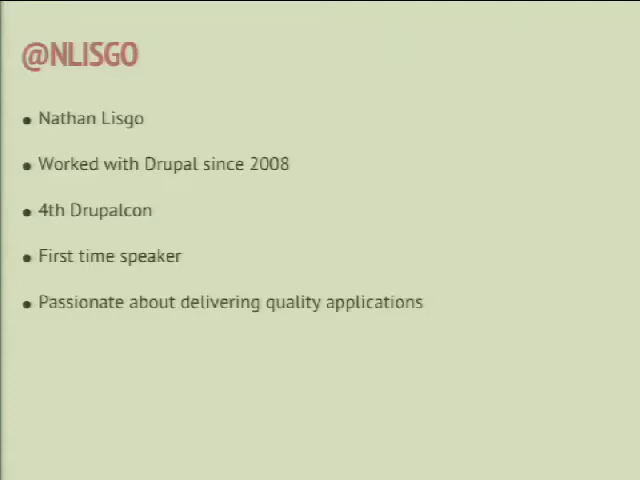 @NLISGO
• Nathan Lisgo
• Worked with Drupal since 2008
• 4th Drupalcon
• First time speaker
• Passionate about delivering quality applications